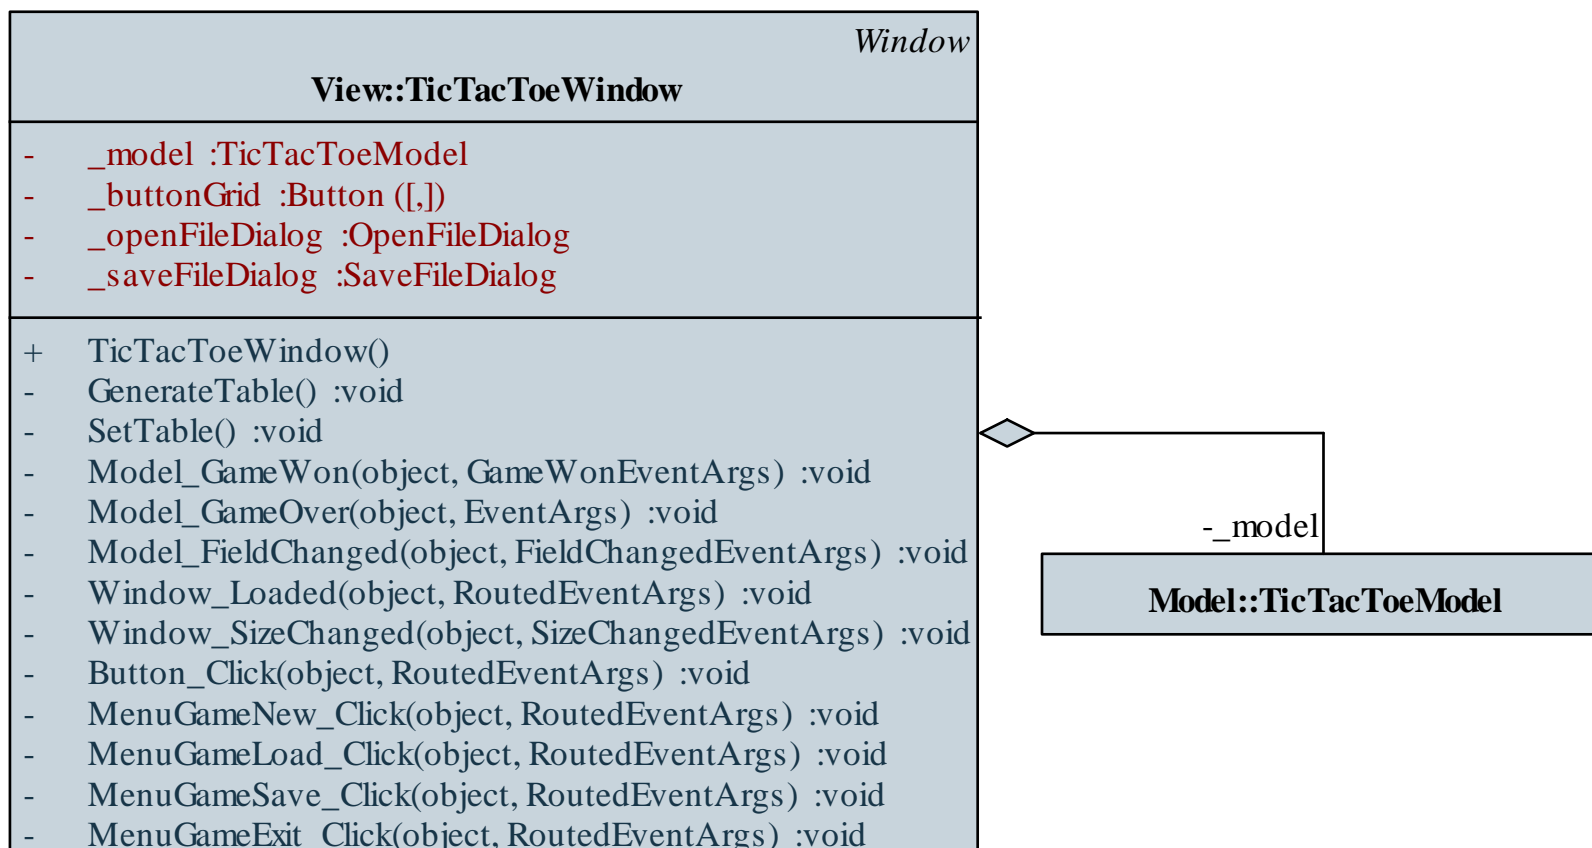 Window
View::TicTacToeWindow
- _model :TicTacToeModel
- _buttonGrid :Button ([,])
- _openFileDialog :OpenFileDialog
- _saveFileDialog :SaveFileDialog
+ TicTacToeWindow()
- GenerateTable() :void
- SetTable() :void
- Model_GameWon(object, GameWonEventArgs) :void
- Model_GameOver(object, EventArgs) :void
- Model_FieldChanged(object, FieldChangedEventArgs) :void
- Window_Loaded(object, RoutedEventArgs) :void
- Window_SizeChanged(object, SizeChangedEventArgs) :void
- Button_Click(object, RoutedEventArgs) :void
- MenuGameNew_Click(object, RoutedEventArgs) :void
- MenuGameLoad_Click(object, RoutedEventArgs) :void
- MenuGameSave_Click(object, RoutedEventArgs) :void
- MenuGameExit_Click(object, RoutedEventArgs) :void
-_model
Model::TicTacToeModel